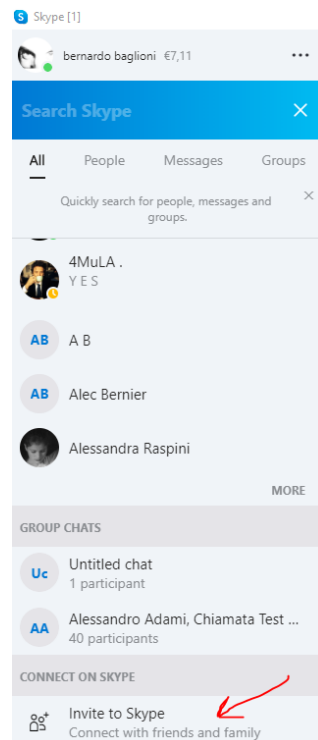 Skype [1]
bernardo baglioni €7,11
Search Skype
All People Messages Groups
Quickly search for people, messages and
groups.
4MuLA .
Y E S
AB A B
AB Alec Bernier
Alessandra Raspini
MORE
GROUP CHATS
Uc Untitled chat
1 participant
AA Alessandro Adami, Chiamata Test ...
40 participants
CONNECT ON SKYPE
Invite to Skype
Connect with friends and family